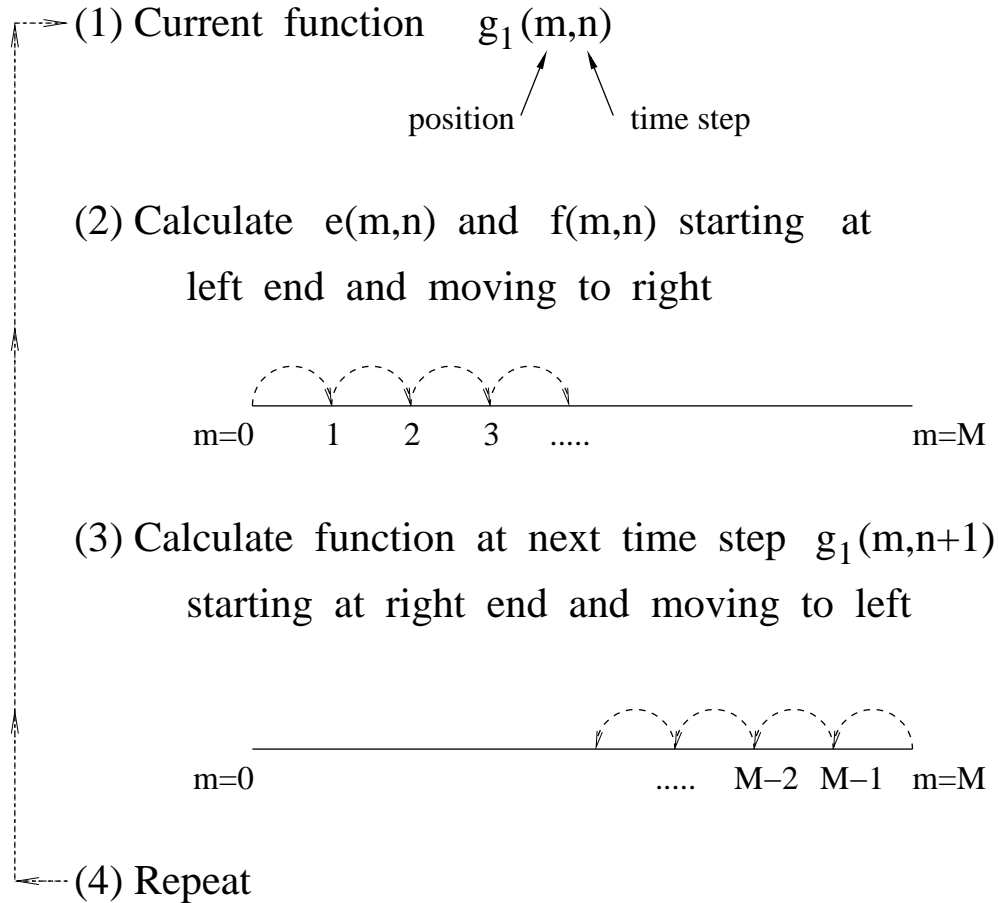 (1) Current function g₁(m,n)
position time step
(2) Calculate e(m,n) and f(m,n) starting at
left end and moving to right
m=0 1 2 3 ..... m=M
(3) Calculate function at next time step g₁(m,n+1)
starting at right end and moving to left
m=0 ..... M−2 M−1 m=M
(4) Repeat